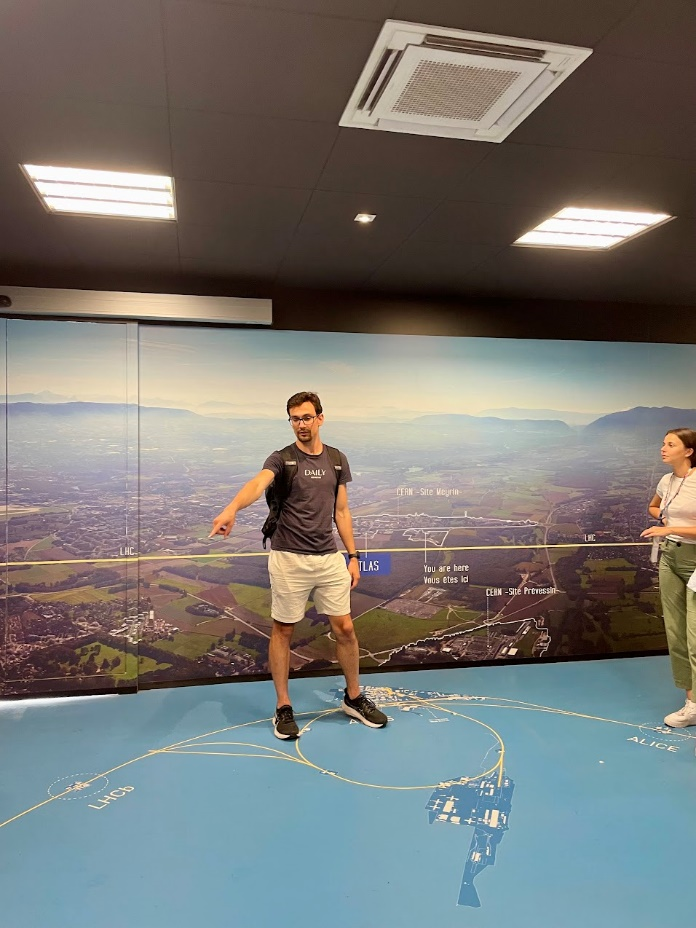 DAILY
CERN - Site Meyrin
LHC
LHC
ATLAS
You are here
Vous êtes ici
CERN - Site Prévessin
ALICE
LHCb